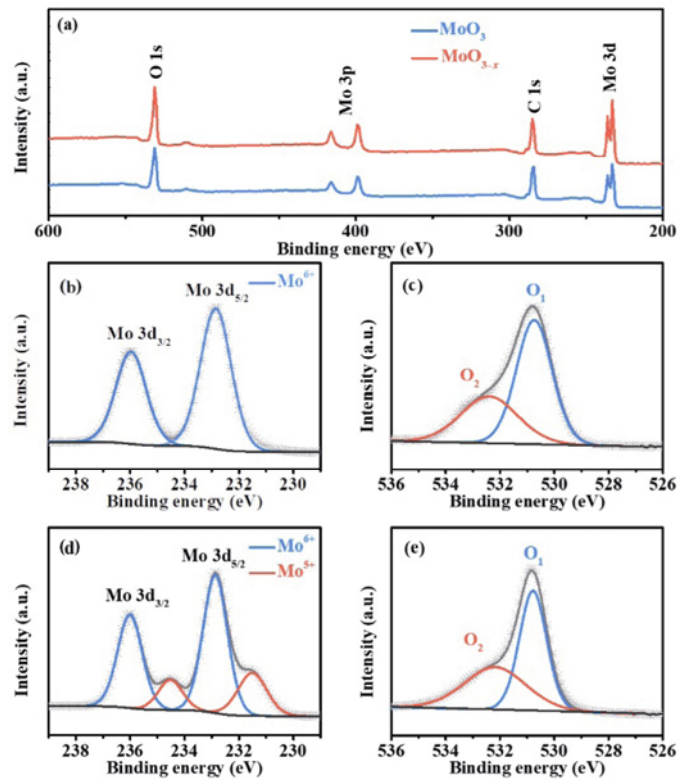 (a)
MoO₃
MoO₃₋ₓ
O 1s
Mo 3p
C 1s
Mo 3d
Intensity (a.u.)
600 500 400 300 200
Binding energy (eV)
(b)
Mo⁶⁺
Mo 3d₅/₂
Mo 3d₃/₂
Intensity (a.u.)
238 236 234 232 230
Binding energy (eV)
(c)
O₁
O₂
Intensity (a.u.)
536 534 532 530 528 526
Binding energy (eV)
(d)
Mo⁶⁺
Mo⁵⁺
Mo 3d₅/₂
Mo 3d₃/₂
Intensity (a.u.)
238 236 234 232 230
Binding energy (eV)
(e)
O₁
O₂
Intensity (a.u.)
536 534 532 530 528 526
Binding energy (eV)